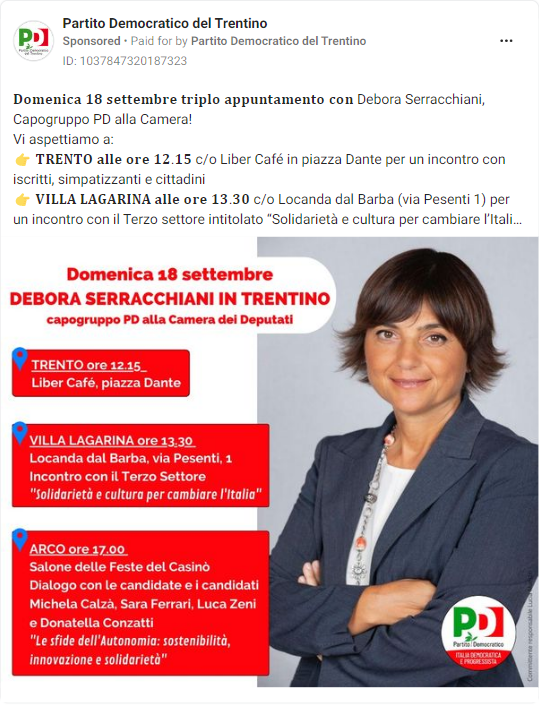 Partito Democratico del Trentino
Sponsored • Paid for by Partito Democratico del Trentino
ID: 1037847320187323
Domenica 18 settembre triplo appuntamento con Debora Serracchiani,
Capogruppo PD alla Camera!
Vi aspettiamo a:
👉 TRENTO alle ore 12.15 c/o Liber Café in piazza Dante per un incontro con
iscritti, simpatizzanti e cittadini
👉 VILLA LAGARINA alle ore 13.30 c/o Locanda dal Barba (via Pesenti 1) per
un incontro con il Terzo settore intitolato “Solidarietà e cultura per cambiare l’Itali...
Domenica 18 settembre
DEBORA SERRACCHIANI IN TRENTINO
capogruppo PD alla Camera dei Deputati
TRENTO ore 12.15
Liber Café, piazza Dante
VILLA LAGARINA ore 13,30
Locanda dal Barba, via Pesenti, 1
Incontro con il Terzo Settore
"Solidarietà e cultura per cambiare l'Italia"
ARCO ore 17.00
Salone delle Feste del Casinò
Dialogo con le candidate e i candidati
Michela Calzà, Sara Ferrari, Luca Zeni
e Donatella Conzatti
"Le sfide dell'Autonomia: sostenibilità,
innovazione e solidarietà"
PD
Partito Democratico
ITALIA DEMOCRATICA
E PROGRESSISTA
Committente responsabile